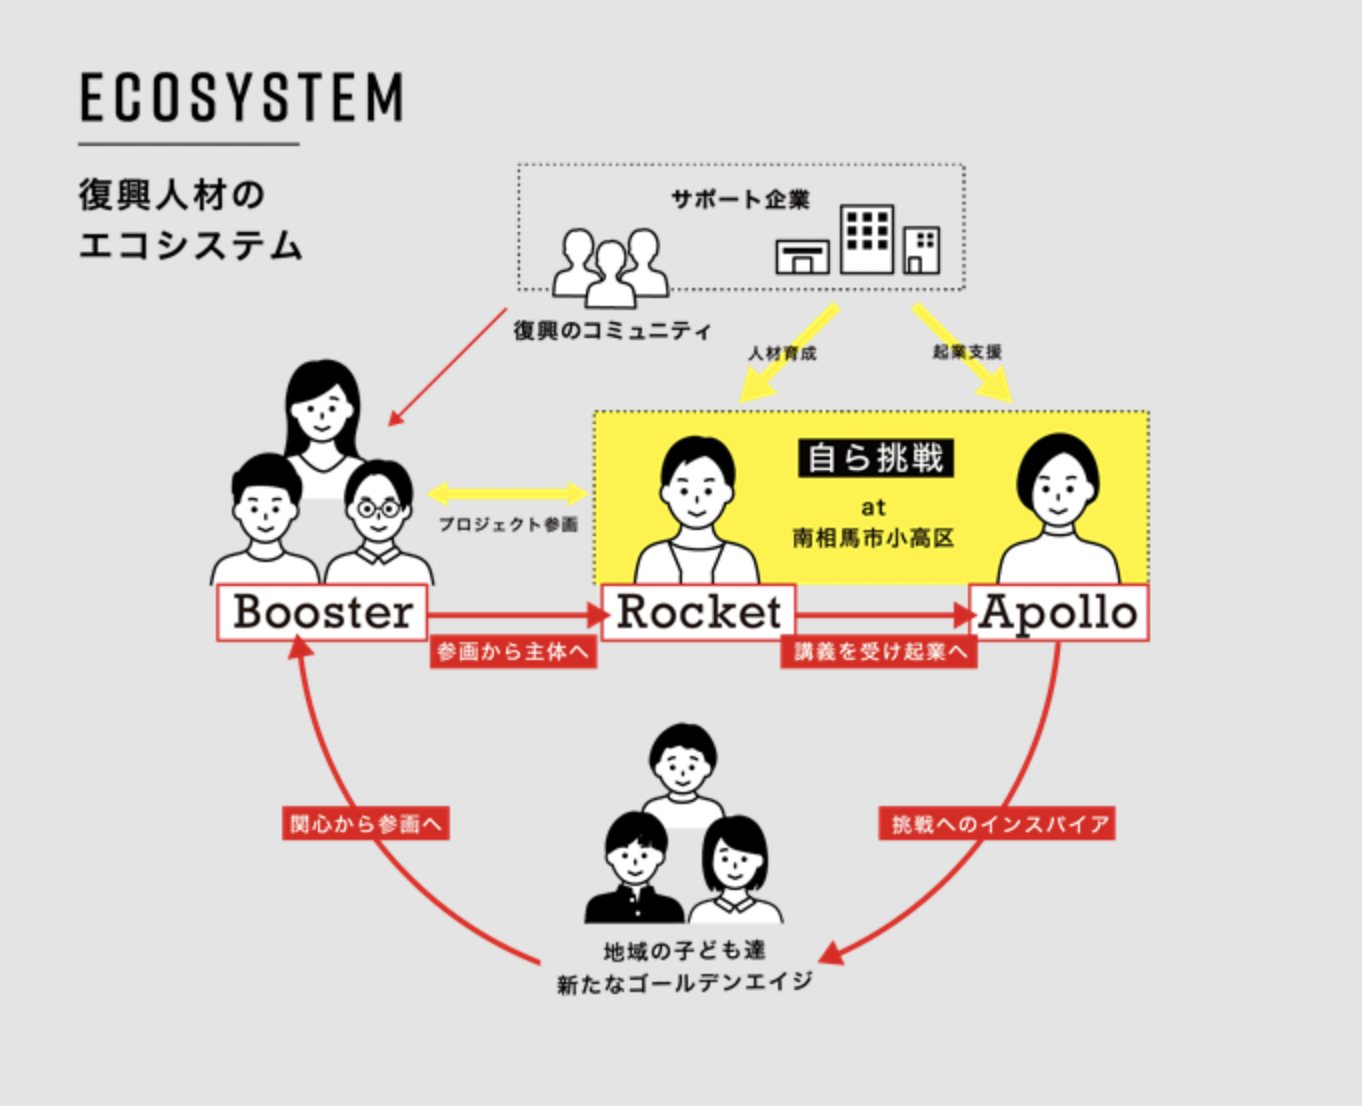 ECOSYSTEM
復興人材の
エコシステム
サポート企業
復興のコミュニティ
人材育成
起業支援
自ら挑戦
at
南相馬市小高区
プロジェクト参画
Booster
Rocket
Apollo
参画から主体へ
講義を受け起業へ
関心から参画へ
挑戦へのインスパイア
地域の子ども達
新たなゴールデンエイジ